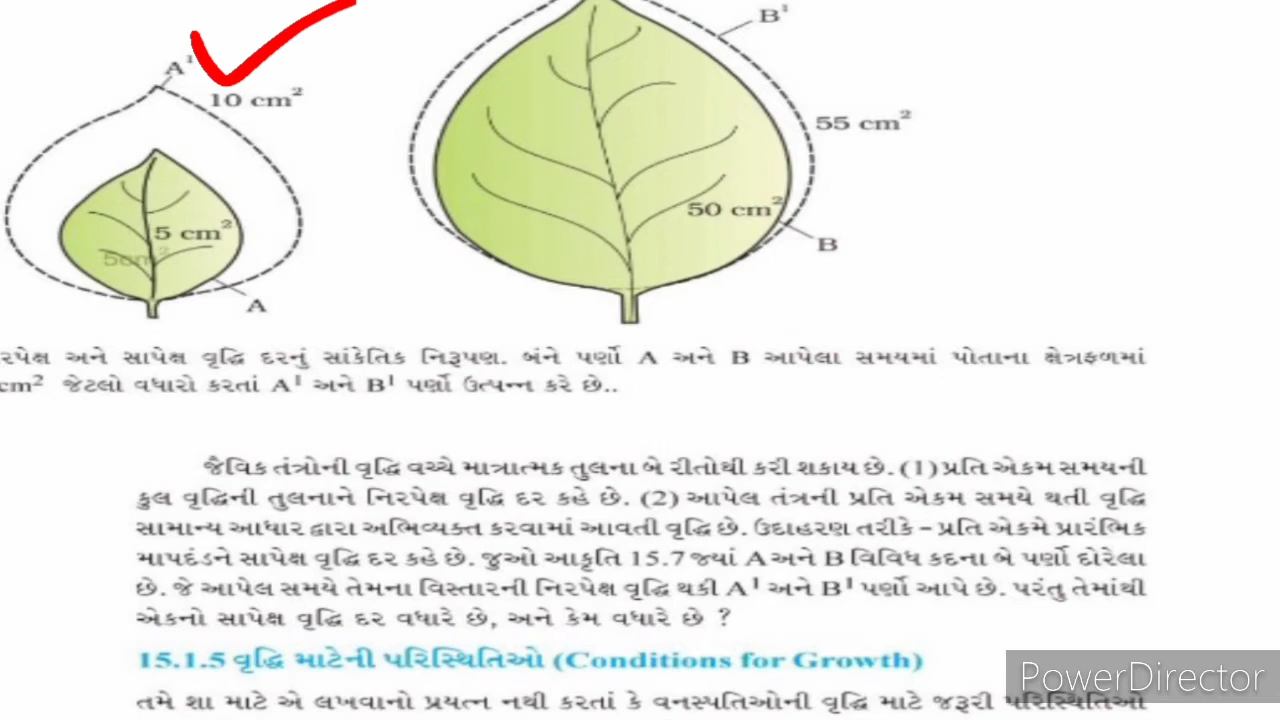 B¹
A¹
10 cm²
55 cm²
50 cm²
5 cm²
5cm²
B
A
અને સાપેક્ષ વૃદ્ધિ દરનું સાંકેતિક નિરૂપણ. બંને પર્ણો A અને B આપેલા સમયમાં પોતાના ક્ષેત્રફળમાં
cm² જેટલો વધારો કરતાં A¹ અને B¹ પર્ણો ઉત્પન્ન કરે છે..
જૈવિક તંત્રોની વૃદ્ધિ વચ્ચે માત્રાત્મક તુલના બે રીતોથી કરી શકાય છે. (1) પ્રતિ એકમ સમયની
કુલ વૃદ્ધિની તુલનાને નિરપેક્ષ વૃદ્ધિ દર કહે છે. (2) આપેલ તંત્રની પ્રતિ એકમ સમયે થતી વૃદ્ધિ
સામાન્ય આધાર દ્વારા અભિવ્યક્ત કરવામાં આવતી વૃદ્ધિ છે. ઉદાહરણ તરીકે – પ્રતિ એકમે પ્રારંભિક
માપદંડને સાપેક્ષ વૃદ્ધિ દર કહે છે. જુઓ આકૃતિ 15.7 જ્યાં A અને B વિવિધ કદના બે પર્ણો દોરેલા
છે. જે આપેલ સમયે તેમના વિસ્તારની નિરપેક્ષ વૃદ્ધિ થકી A¹ અને B¹ પર્ણો આપે છે. પરંતુ તેમાંથી
એકનો સાપેક્ષ વૃદ્ધિ દર વધારે છે, અને કેમ વધારે છે ?
15.1.5 વૃદ્ધિ માટેની પરિસ્થિતિઓ (Conditions for Growth)
તમે શા માટે એ લખવાનો પ્રયત્ન નથી કરતાં કે વનસ્પતિઓની વૃદ્ધિ માટે જરૂરી પરિસ્થિતિઓ
PowerDirector